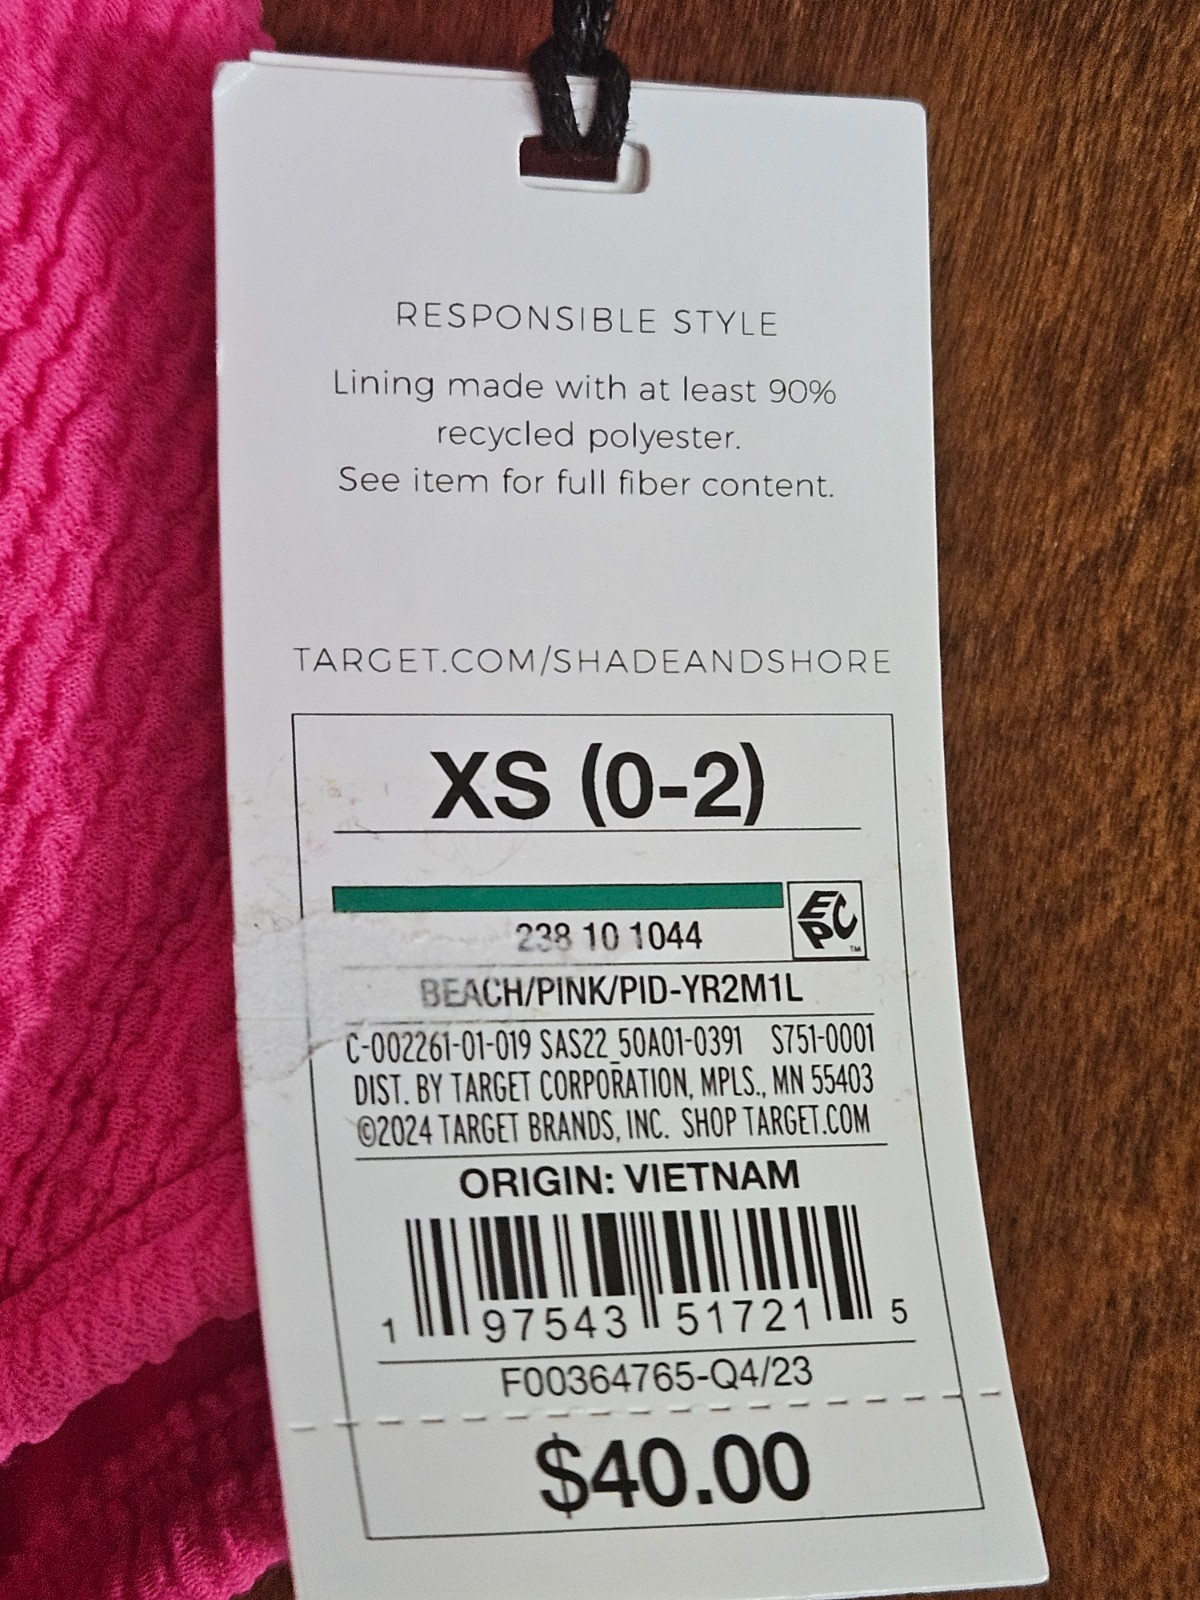 RESPONSIBLE STYLE
Lining made with at least 90%
recycled polyester.
See item for full fiber content.
TARGET.COM/SHADEANDSHORE
XS (0-2)
EPC™
238 10 1044
BEACH/PINK/PID-YR2M1L
C-002261-01-019 SAS22_50A01-0391 S751-0001
DIST. BY TARGET CORPORATION, MPLS., MN 55403
©2024 TARGET BRANDS, INC. SHOP TARGET.COM
ORIGIN: VIETNAM
1 97543 51721 5
F00364765-Q4/23
$40.00